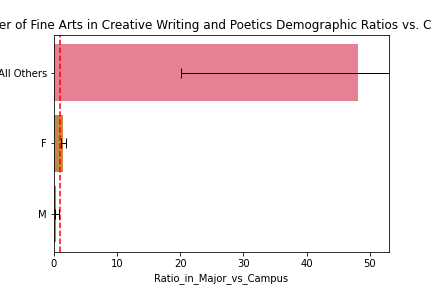 er of Fine Arts in Creative Writing and Poetics Demographic Ratios vs. C
All Others
F
M
0 10 20 30 40 50
Ratio_in_Major_vs_Campus